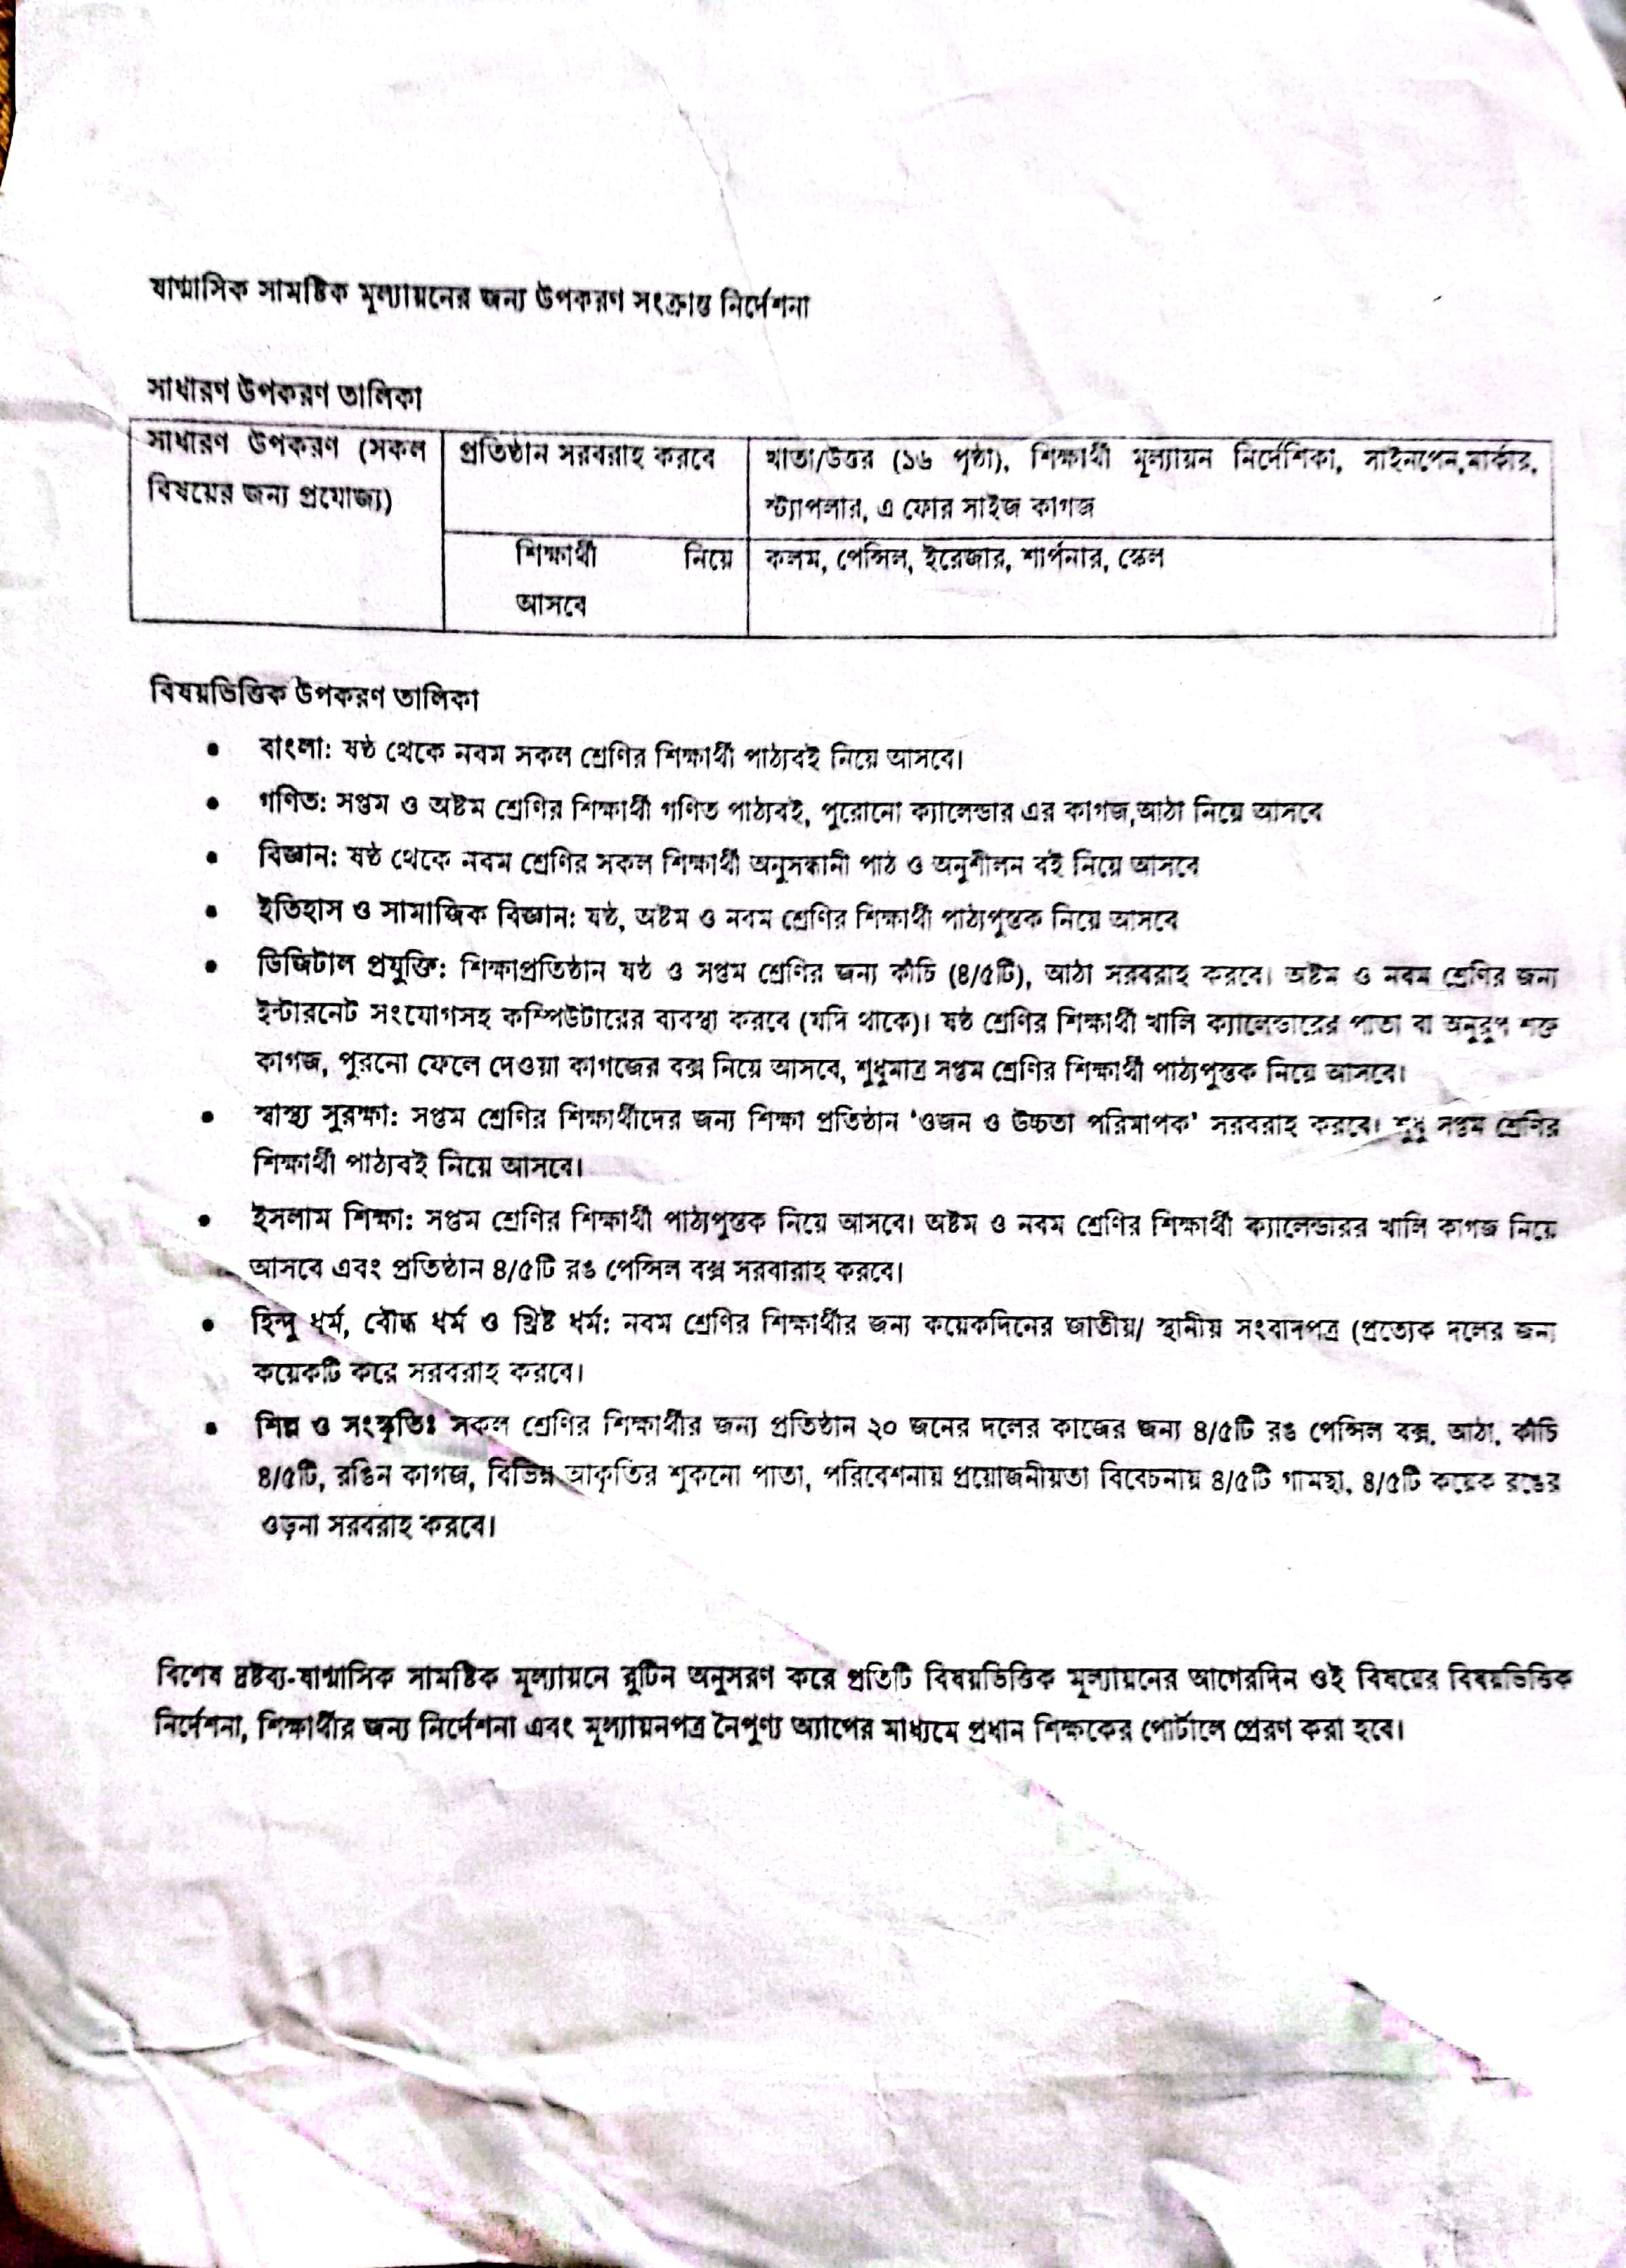 ষাণ্মাসিক সামষ্টিক মূল্যায়নের জন্য উপকরণ সংক্রান্ত নির্দেশনা
সাধারণ উপকরণ তালিকা
সাধারণ উপকরণ (সকল বিষয়ের জন্য প্রযোজ্য)
প্রতিষ্ঠান সরবরাহ করবে
খাতা/উত্তর (১৬ পৃষ্ঠা), শিক্ষার্থী মূল্যায়ন নির্দেশিকা, সাইনপেন,মার্কার,
স্ট্যাপলার, এ ফোর সাইজ কাগজ
শিক্ষার্থী নিয়ে
আসবে
কলম, পেন্সিল, ইরেজার, শার্পনার, স্কেল
বিষয়ভিত্তিক উপকরণ তালিকা
• বাংলা: ষষ্ঠ থেকে নবম সকল শ্রেণির শিক্ষার্থী পাঠ্যবই নিয়ে আসবে।
• গণিত: সপ্তম ও অষ্টম শ্রেণির শিক্ষার্থী গণিত পাঠ্যবই, পুরোনো ক্যালেন্ডার এর কাগজ,আঠা নিয়ে আসবে
• বিজ্ঞান: ষষ্ঠ থেকে নবম শ্রেণির সকল শিক্ষার্থী অনুসন্ধানী পাঠ ও অনুশীলন বই নিয়ে আসবে
• ইতিহাস ও সামাজিক বিজ্ঞান: ষষ্ঠ, অষ্টম ও নবম শ্রেণির শিক্ষার্থী পাঠ্যপুস্তক নিয়ে আসবে
• ডিজিটাল প্রযুক্তি: শিক্ষাপ্রতিষ্ঠান ষষ্ঠ ও সপ্তম শ্রেণির জন্য কাঁচি (৪/৫টি), আঠা সরবরাহ করবে। অষ্টম ও নবম শ্রেণির জন্য
ইন্টারনেট সংযোগসহ কম্পিউটারের ব্যবস্থা করবে (যদি থাকে)। ষষ্ঠ শ্রেণির শিক্ষার্থী খালি ক্যালেন্ডারের পাতা বা অনুরুপ শক্ত
কাগজ, পুরনো ফেলে দেওয়া কাগজের বক্স নিয়ে আসবে, শুধুমাত্র সপ্তম শ্রেণির শিক্ষার্থী পাঠ্যপুস্তক নিয়ে আসবে।
• স্বাস্থ্য সুরক্ষা: সপ্তম শ্রেণির শিক্ষার্থীদের জন্য শিক্ষা প্রতিষ্ঠান ‘ওজন ও উচ্চতা পরিমাপক’ সরবরাহ করবে। শুধু সপ্তম শ্রেণির
শিক্ষার্থী পাঠ্যবই নিয়ে আসবে।
• ইসলাম শিক্ষা: সপ্তম শ্রেণির শিক্ষার্থী পাঠ্যপুস্তক নিয়ে আসবে। অষ্টম ও নবম শ্রেণির শিক্ষার্থী ক্যালেন্ডারর খালি কাগজ নিয়ে
আসবে এবং প্রতিষ্ঠান ৪/৫টি রঙ পেন্সিল বক্স সরবারাহ করবে।
• হিন্দু ধর্ম, বৌদ্ধ ধর্ম ও খ্রিষ্ট ধর্ম: নবম শ্রেণির শিক্ষার্থীর জন্য কয়েকদিনের জাতীয়/ স্থানীয় সংবাদপত্র (প্রত্যেক দলের জন্য
কয়েকটি করে সরবরাহ করবে।
• শিল্প ও সংস্কৃতিঃ সকল শ্রেণির শিক্ষার্থীর জন্য প্রতিষ্ঠান ২০ জনের দলের কাজের জন্য ৪/৫টি রঙ পেন্সিল বক্স, আঠা, কাঁচি
৪/৫টি, রঙিন কাগজ, বিভিন্ন আকৃতির শুকনো পাতা, পরিবেশনায় প্রয়োজনীয়তা বিবেচনায় ৪/৫টি গামছা, ৪/৫টি কয়েক রঙের
ওড়না সরবরাহ করবে।
বিশেষ দ্রষ্টব্য-ষাণ্মাসিক সামষ্টিক মূল্যায়নে রুটিন অনুসরণ করে প্রতিটি বিষয়ভিত্তিক মূল্যায়নের আগেরদিন ওই বিষয়ের বিষয়ভিত্তিক
নির্দেশনা, শিক্ষার্থীর জন্য নির্দেশনা এবং মূল্যায়নপত্র নৈপুণ্য অ্যাপের মাধ্যমে প্রধান শিক্ষকের পোর্টালে প্রেরণ করা হবে।